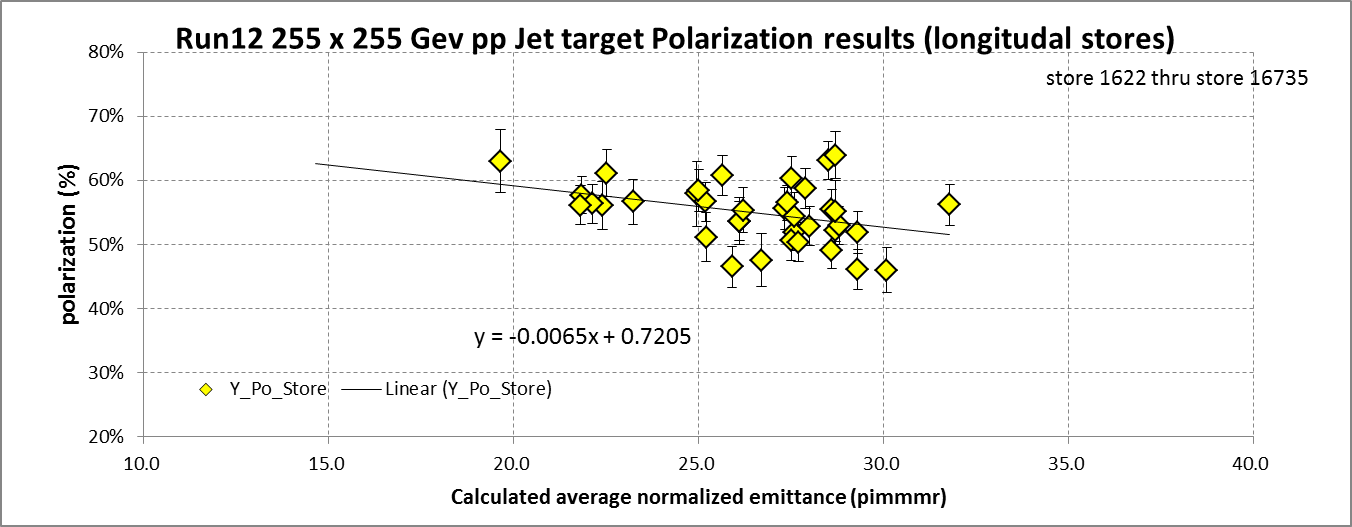 Run12 255 x 255 Gev pp Jet target Polarization results (longitudal stores)
store 1622 thru store 16735
80%
70%
60%
50%
40%
30%
20%
polarization (%)
y = -0.0065x + 0.7205
Y_Po_Store
Linear (Y_Po_Store)
10.0 15.0 20.0 25.0 30.0 35.0 40.0
Calculated average normalized emittance (pimmmr)